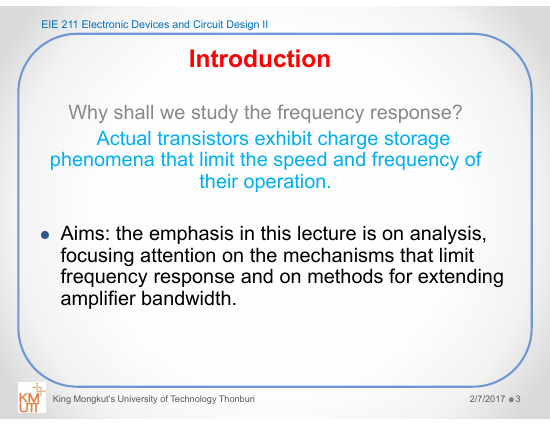 EIE 211 Electronic Devices and Circuit Design II
Introduction
Why shall we study the frequency response?
Actual transistors exhibit charge storage
phenomena that limit the speed and frequency of
their operation.
● Aims: the emphasis in this lecture is on analysis,
focusing attention on the mechanisms that limit
frequency response and on methods for extending
amplifier bandwidth.
KM
UTT
King Mongkut's University of Technology Thonburi
2/7/2017 ● 3